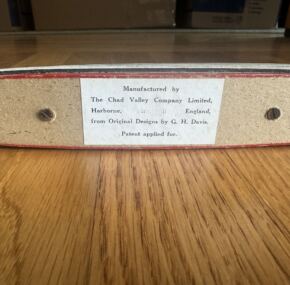 Manufactured by
The Chad Valley Company Limited,
Harborne, England,
from Original Designs by G. H. Davis.
Patent applied for.